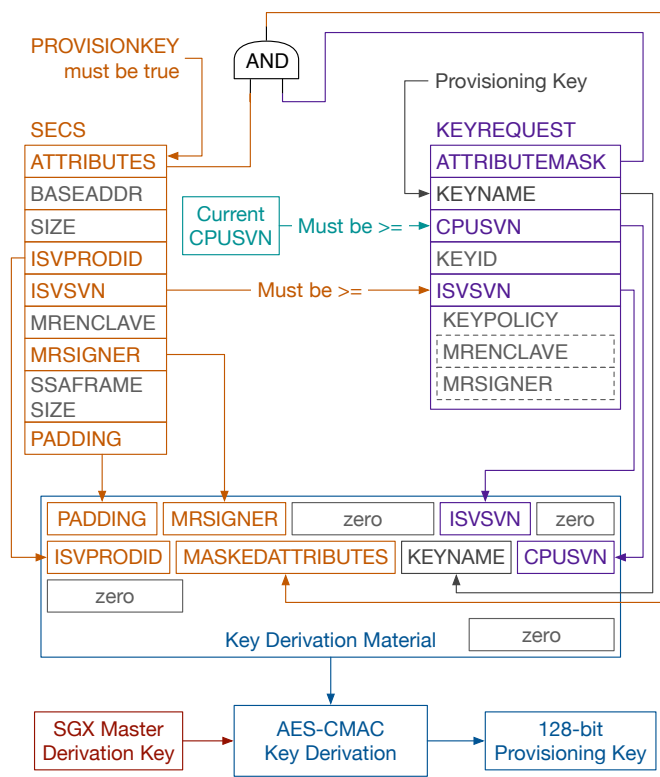 PROVISIONKEY
must be true
AND
Provisioning Key
SECS
ATTRIBUTES
BASEADDR
SIZE
ISVPRODID
ISVSVN
MRENCLAVE
MRSIGNER
SSAFRAME
SIZE
PADDING
Current
CPUSVN
Must be >=
Must be >=
KEYREQUEST
ATTRIBUTEMASK
KEYNAME
CPUSVN
KEYID
ISVSVN
KEYPOLICY
MRENCLAVE
MRSIGNER
PADDING
MRSIGNER
zero
ISVSVN
zero
ISVPRODID
MASKEDATTRIBUTES
KEYNAME
CPUSVN
zero
zero
Key Derivation Material
SGX Master
Derivation Key
AES-CMAC
Key Derivation
128-bit
Provisioning Key